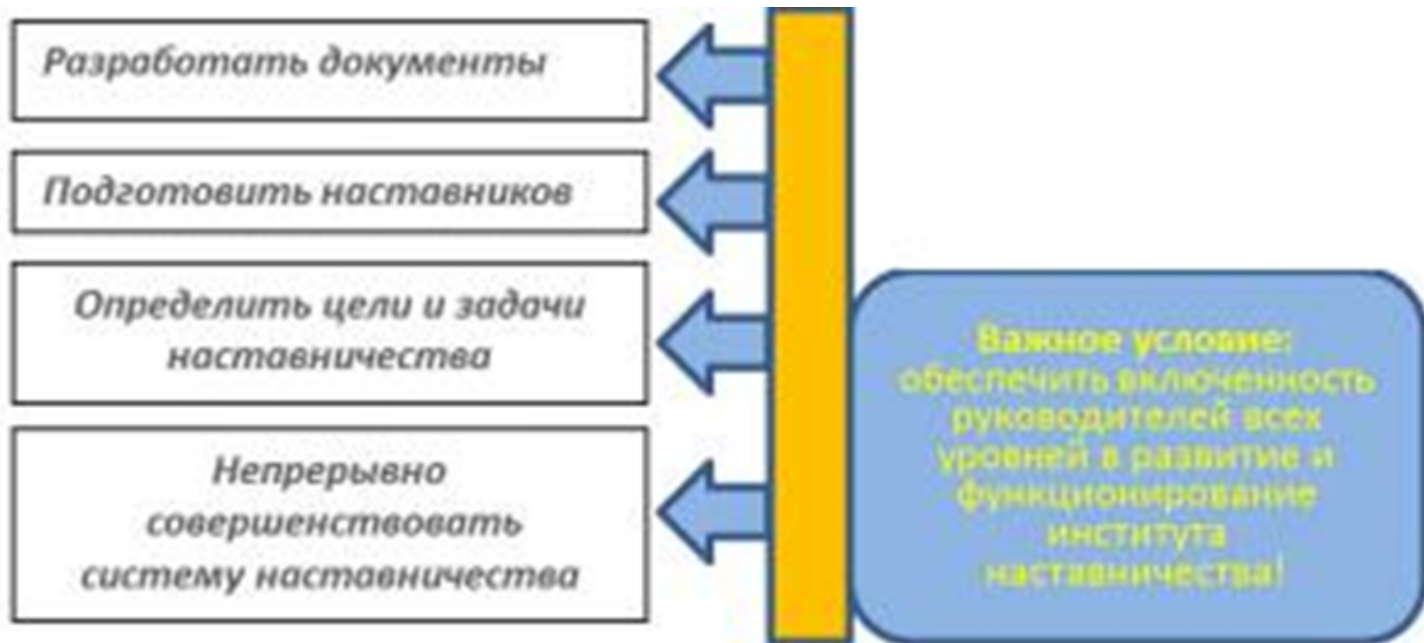 Разработать документы
Подготовить наставников
Определить цели и задачи
наставничества
Непрерывно
совершенствовать
систему наставничества
Важное условие:
обеспечить включенность
руководителей всех
уровней в развитие и
функционирование
института
наставничества!